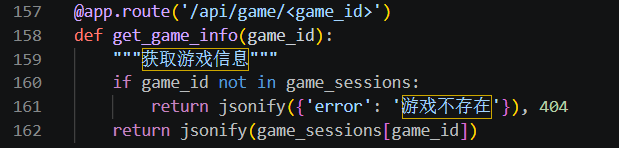 157 @app.route('/api/game/<game_id>')
158 def get_game_info(game_id):
159     """获取游戏信息"""
160     if game_id not in game_sessions:
161         return jsonify({'error': '游戏不存在'}), 404
162     return jsonify(game_sessions[game_id])